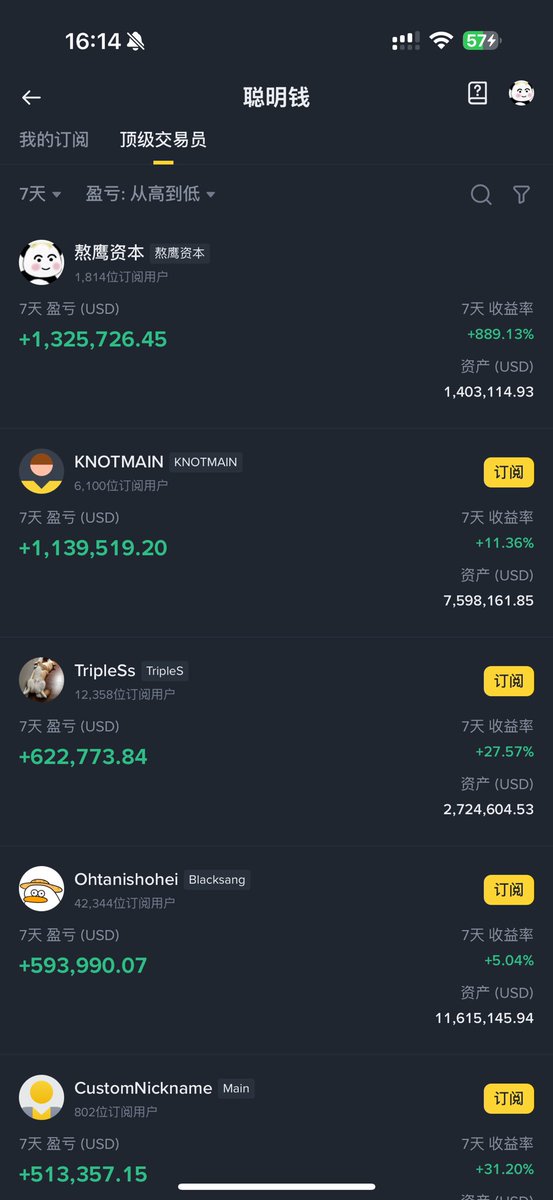 16:14
57
聪明钱
我的订阅 顶级交易员
7天 盈亏: 从高到低
熬鹰资本 熬鹰资本
1,814位订阅用户
7天 盈亏 (USD) 7天 收益率
+1,325,726.45 +889.13%
资产 (USD)
1,403,114.93
KNOTMAIN KNOTMAIN 订阅
6,100位订阅用户
7天 盈亏 (USD) 7天 收益率
+1,139,519.20 +11.36%
资产 (USD)
7,598,161.85
TripleSs TripleS 订阅
12,358位订阅用户
7天 盈亏 (USD) 7天 收益率
+622,773.84 +27.57%
资产 (USD)
2,724,604.53
Ohtanishohei Blacksang 订阅
42,344位订阅用户
7天 盈亏 (USD) 7天 收益率
+593,990.07 +5.04%
资产 (USD)
11,615,145.94
CustomNickname Main 订阅
802位订阅用户
7天 盈亏 (USD) 7天 收益率
+513,357.15 +31.20%